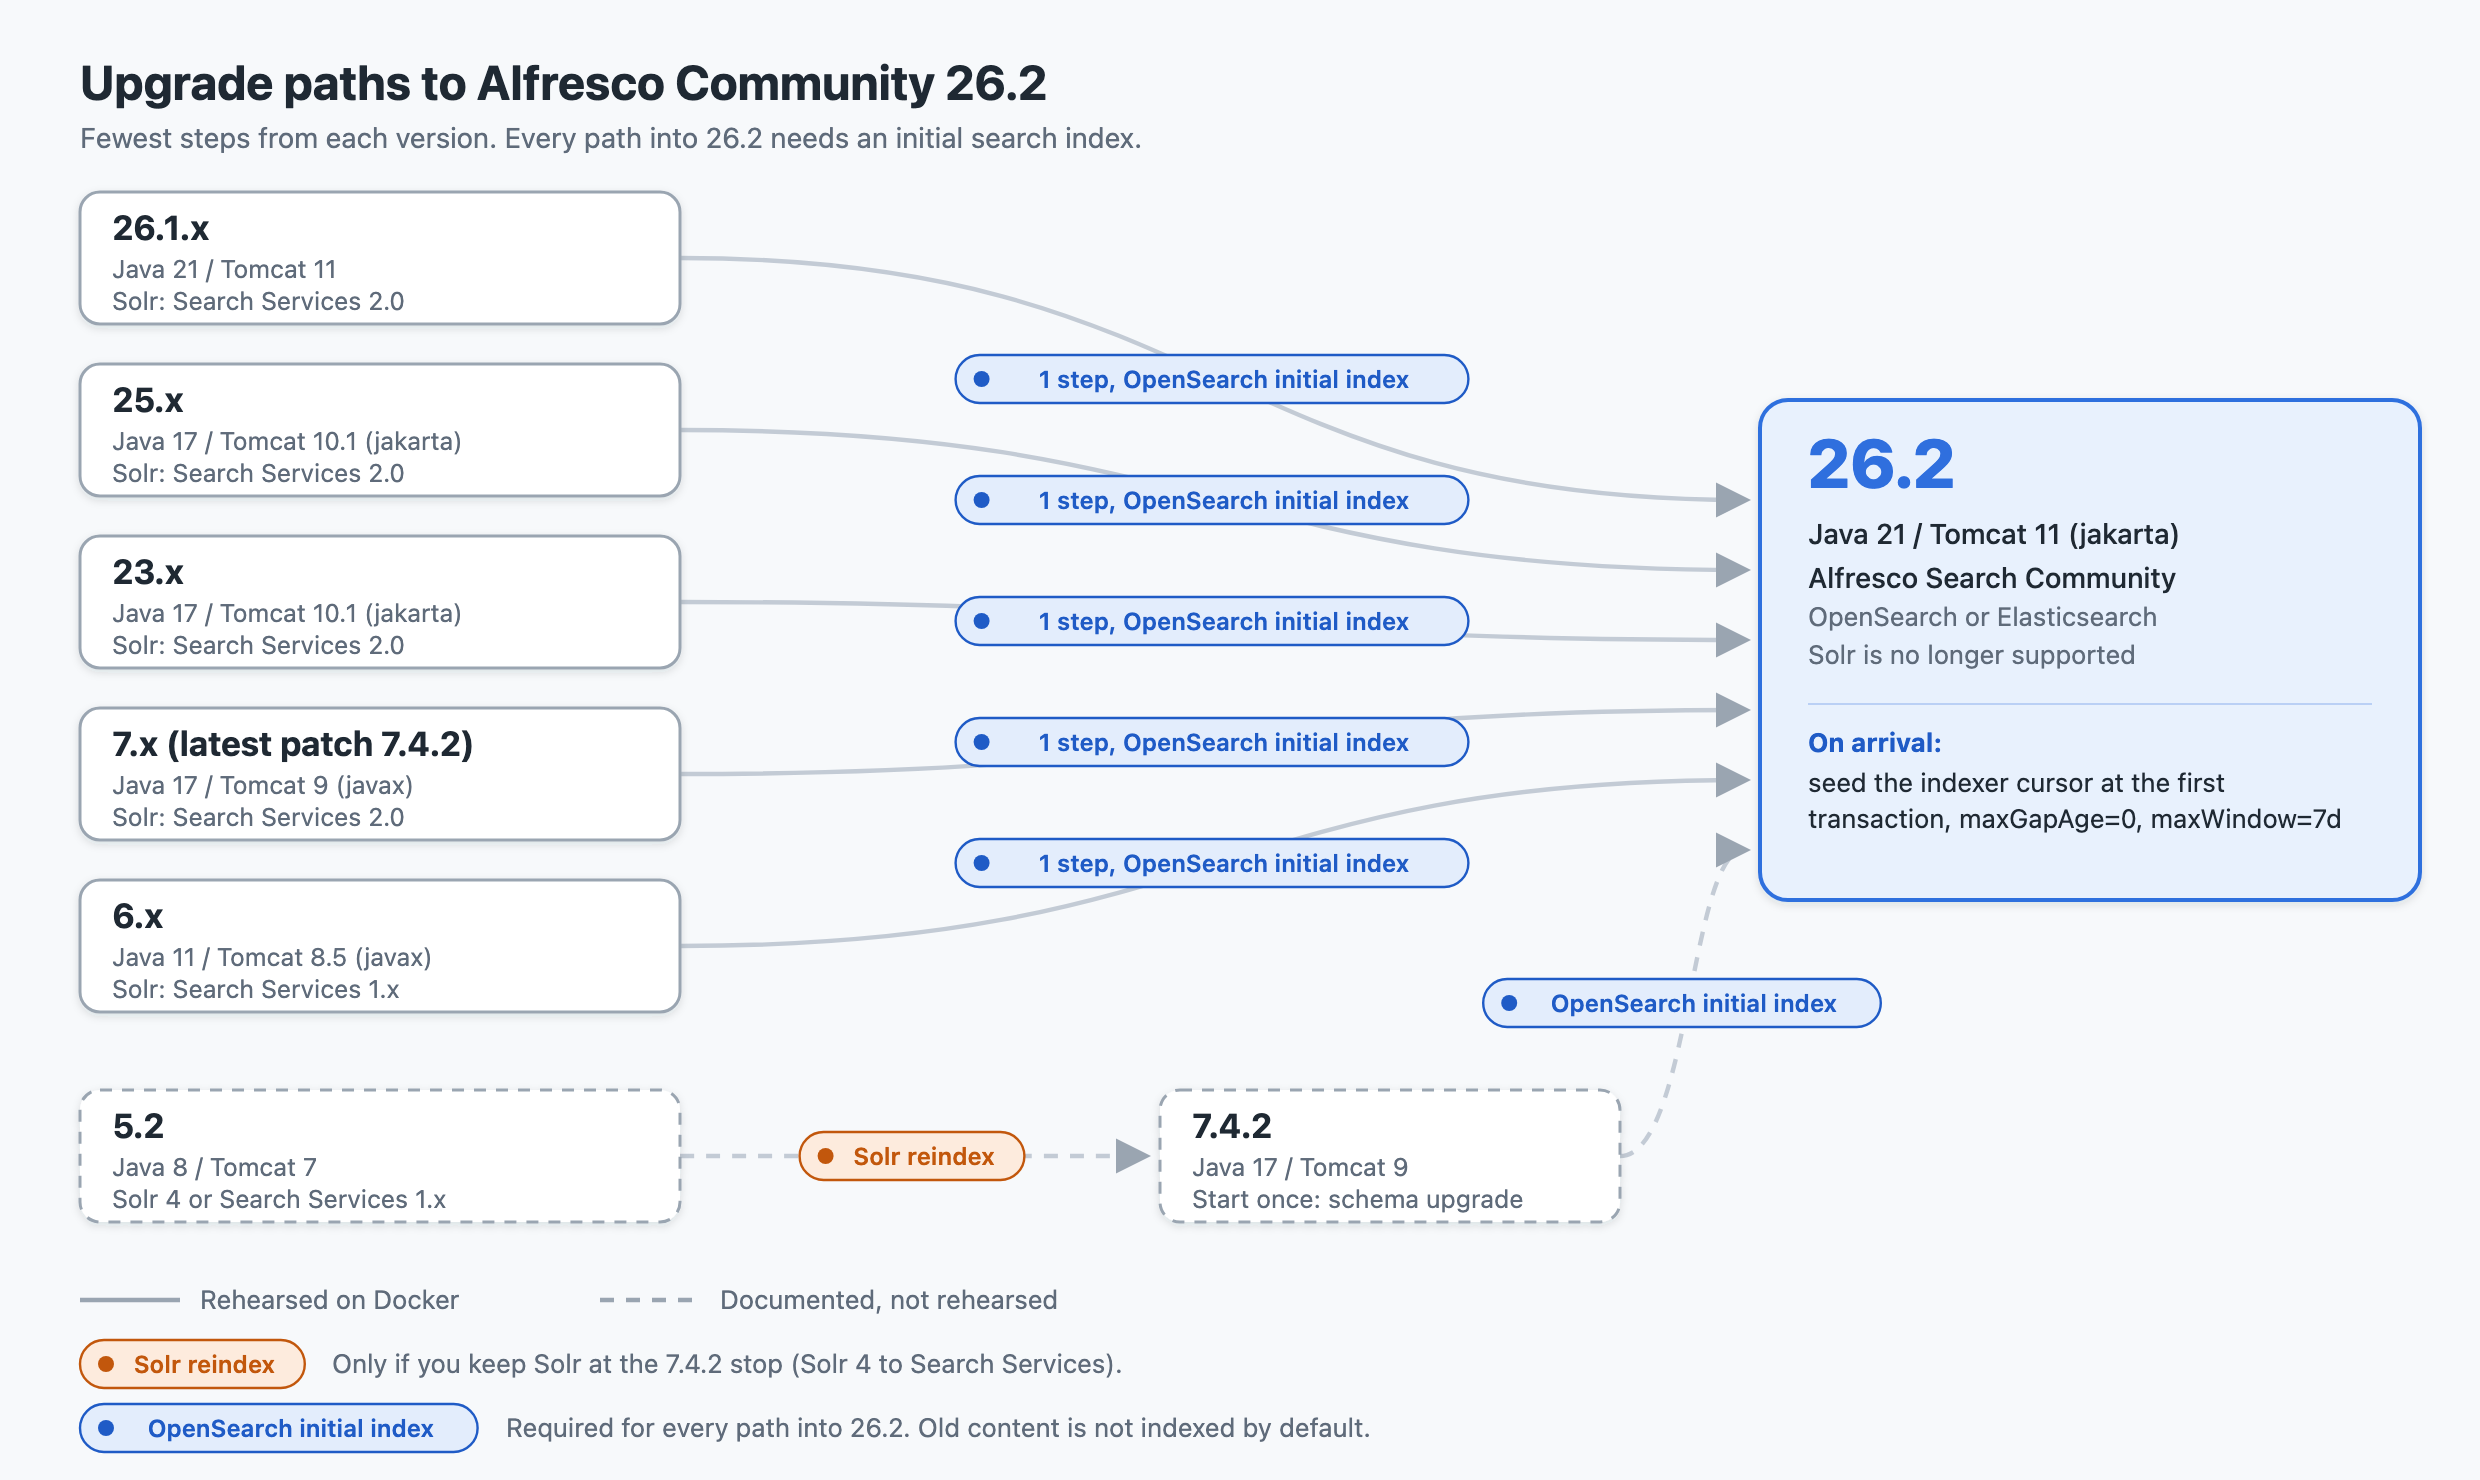 Upgrade paths to Alfresco Community 26.2
Fewest steps from each version. Every path into 26.2 needs an initial search index.
26.1.x
Java 21 / Tomcat 11
Solr: Search Services 2.0
1 step, OpenSearch initial index
25.x
Java 17 / Tomcat 10.1 (jakarta)
Solr: Search Services 2.0
1 step, OpenSearch initial index
23.x
Java 17 / Tomcat 10.1 (jakarta)
Solr: Search Services 2.0
1 step, OpenSearch initial index
7.x (latest patch 7.4.2)
Java 17 / Tomcat 9 (javax)
Solr: Search Services 2.0
1 step, OpenSearch initial index
6.x
Java 11 / Tomcat 8.5 (javax)
Solr: Search Services 1.x
1 step, OpenSearch initial index
26.2
Java 21 / Tomcat 11 (jakarta)
Alfresco Search Community
OpenSearch or Elasticsearch
Solr is no longer supported
On arrival:
seed the indexer cursor at the first
transaction, maxGapAge=0, maxWindow=7d
OpenSearch initial index
5.2
Java 8 / Tomcat 7
Solr 4 or Search Services 1.x
Solr reindex
7.4.2
Java 17 / Tomcat 9
Start once: schema upgrade
Rehearsed on Docker
Documented, not rehearsed
Solr reindex
Only if you keep Solr at the 7.4.2 stop (Solr 4 to Search Services).
OpenSearch initial index
Required for every path into 26.2. Old content is not indexed by default.